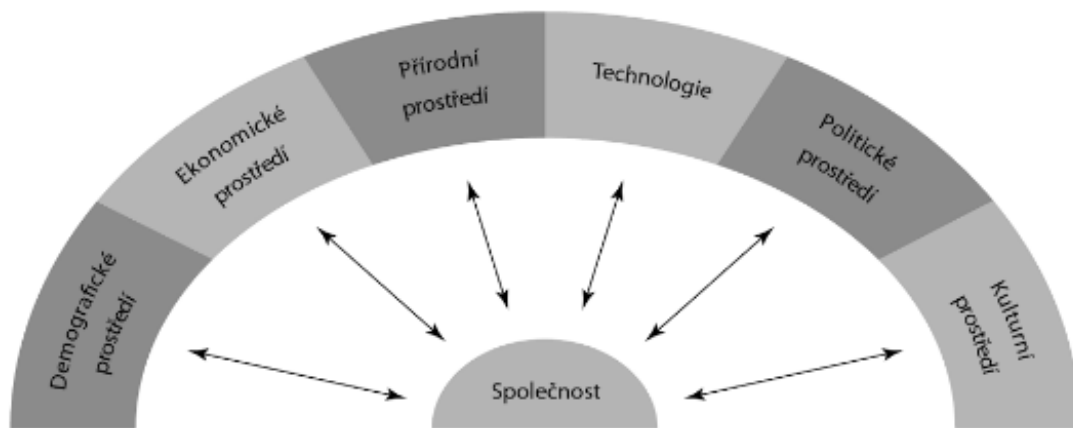 Demografické
prostředí
Ekonomické
prostředí
Přírodní
prostředí
Technologie
Politické
prostředí
Kulturní
prostředí
Společnost